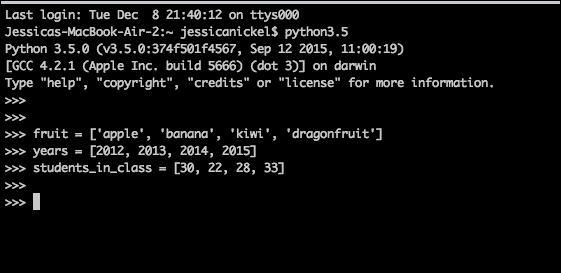 Last login: Tue Dec  8 21:40:12 on ttys000
Jessicas-MacBook-Air-2:~ jessicanickel$ python3.5
Python 3.5.0 (v3.5.0:374f501f4567, Sep 12 2015, 11:00:19)
[GCC 4.2.1 (Apple Inc. build 5666) (dot 3)] on darwin
Type "help", "copyright", "credits" or "license" for more information.
>>>
>>>
>>> fruit = ['apple', 'banana', 'kiwi', 'dragonfruit']
>>> years = [2012, 2013, 2014, 2015]
>>> students_in_class = [30, 22, 28, 33]
>>>
>>>